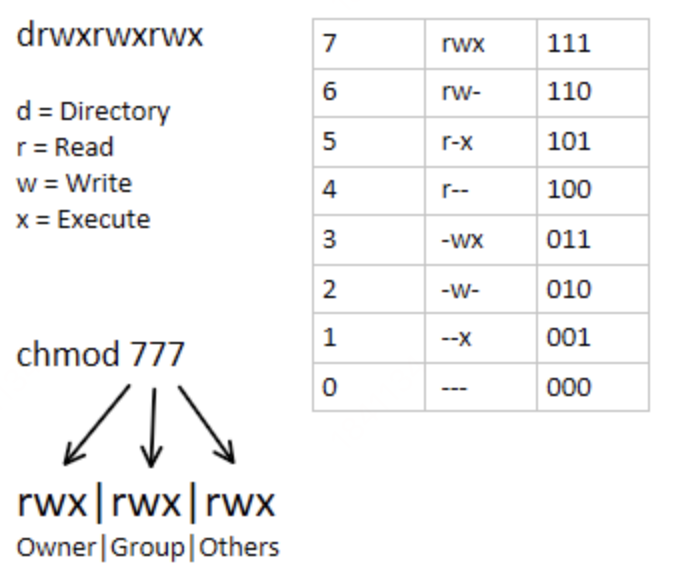 drwxrwxrwx
d = Directory
r = Read
w = Write
x = Execute
chmod 777
rwx|rwx|rwx
Owner|Group|Others
7 rwx 111
6 rw- 110
5 r-x 101
4 r-- 100
3 -wx 011
2 -w- 010
1 --x 001
0 --- 000